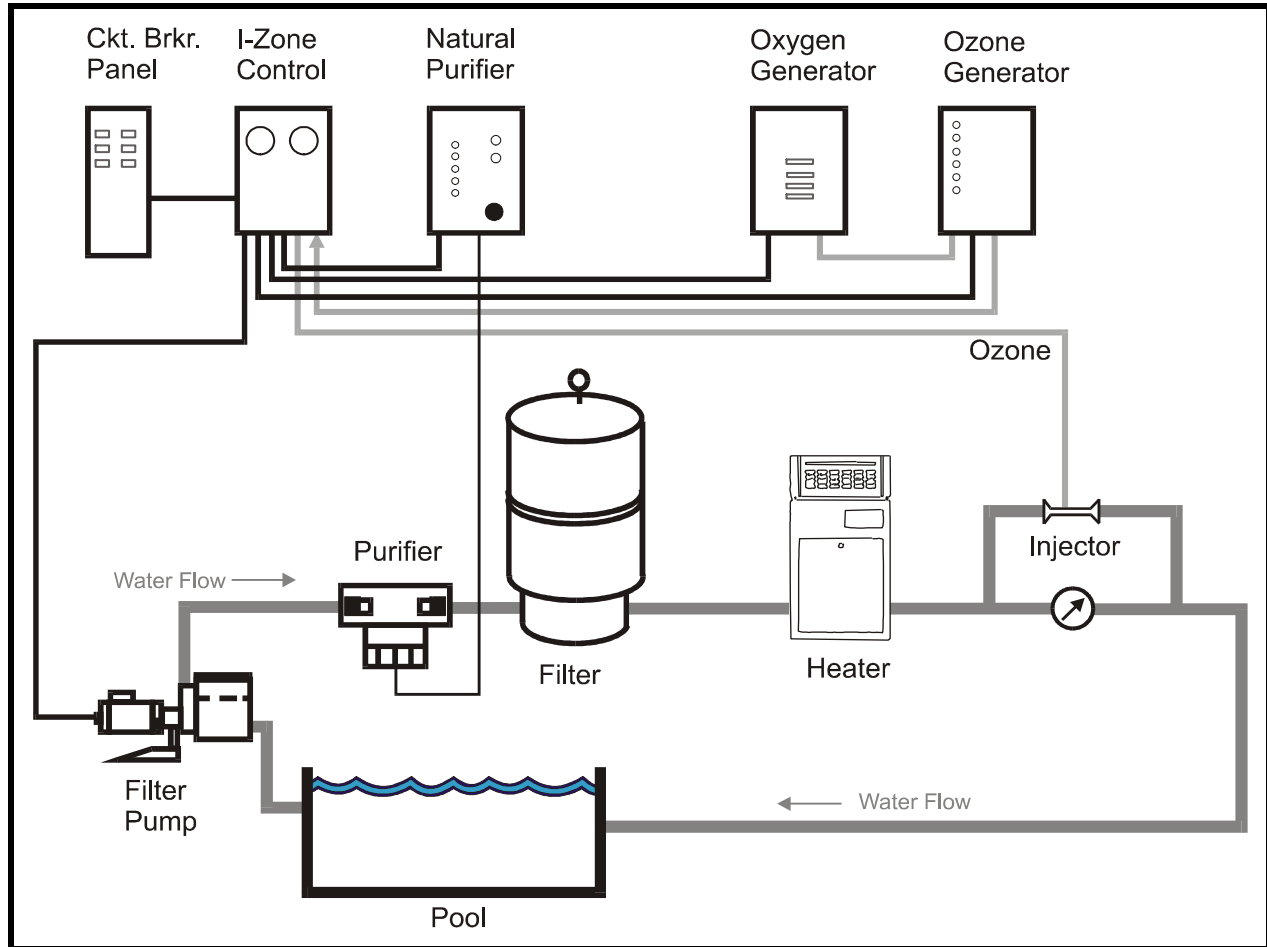 Ckt. Brkr.
Panel
I-Zone
Control
Natural
Purifier
Oxygen
Generator
Ozone
Generator
Ozone
Injector
Purifier
Water Flow
Filter
Heater
Filter
Pump
Water Flow
Pool